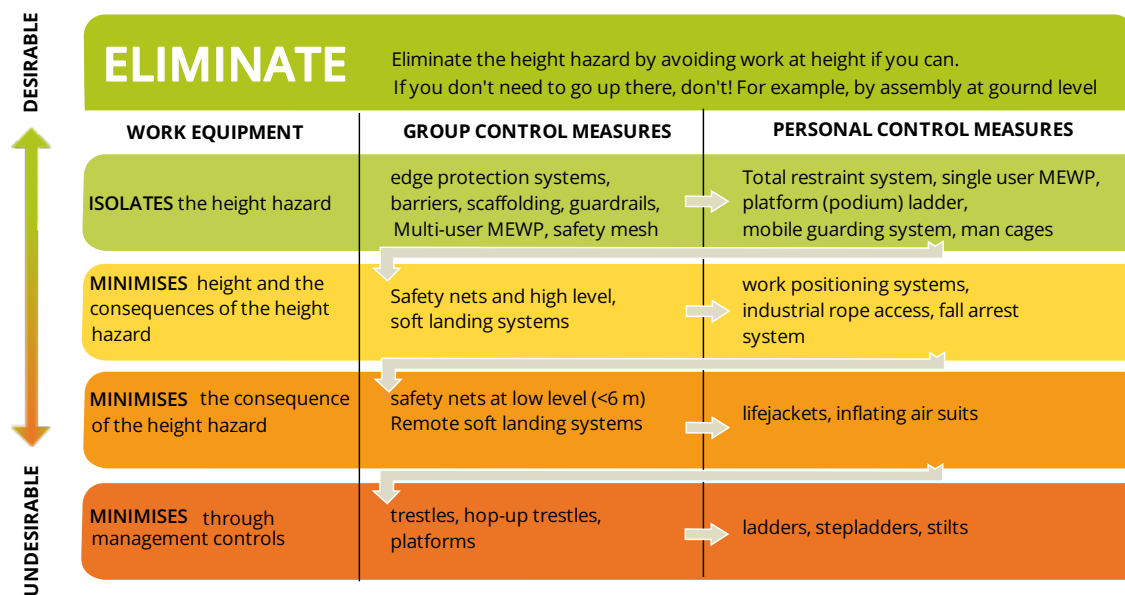 DESIRABLE
ELIMINATE
Eliminate the height hazard by avoiding work at height if you can.
If you don't need to go up there, don't! For example, by assembly at gournd level
WORK EQUIPMENT
GROUP CONTROL MEASURES
PERSONAL CONTROL MEASURES
ISOLATES the height hazard
edge protection systems,
barriers, scaffolding, guardrails,
Multi-user MEWP, safety mesh
Total restraint system, single user MEWP,
platform (podium) ladder,
mobile guarding system, man cages
MINIMISES height and the
consequences of the height
hazard
Safety nets and high level,
soft landing systems
work positioning systems,
industrial rope access, fall arrest
system
MINIMISES the consequence
of the height hazard
safety nets at low level (<6 m)
Remote soft landing systems
lifejackets, inflating air suits
MINIMISES through
management controls
trestles, hop-up trestles,
platforms
ladders, stepladders, stilts
UNDESIRABLE